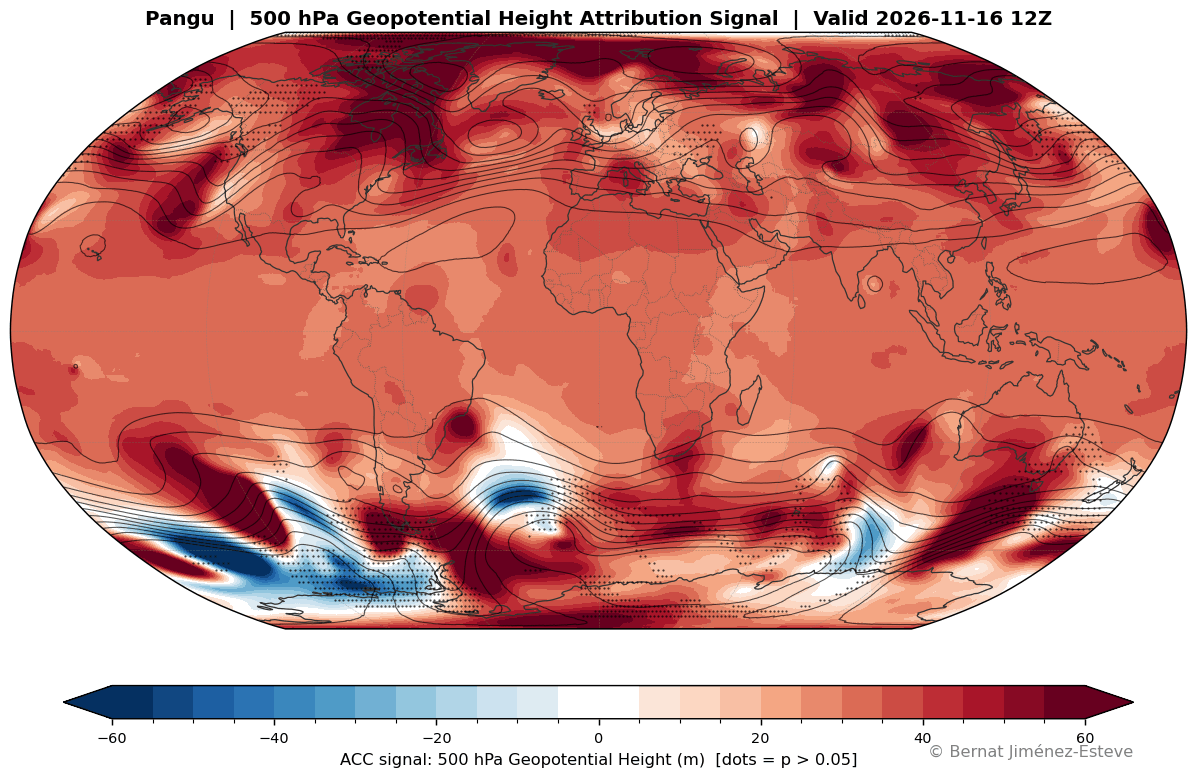 Pangu | 500 hPa Geopotential Height Attribution Signal | Valid 2026-11-16 12Z
−60 −40 −20 0 20 40 60
© Bernat Jiménez-Esteve
ACC signal: 500 hPa Geopotential Height (m) [dots = p > 0.05]